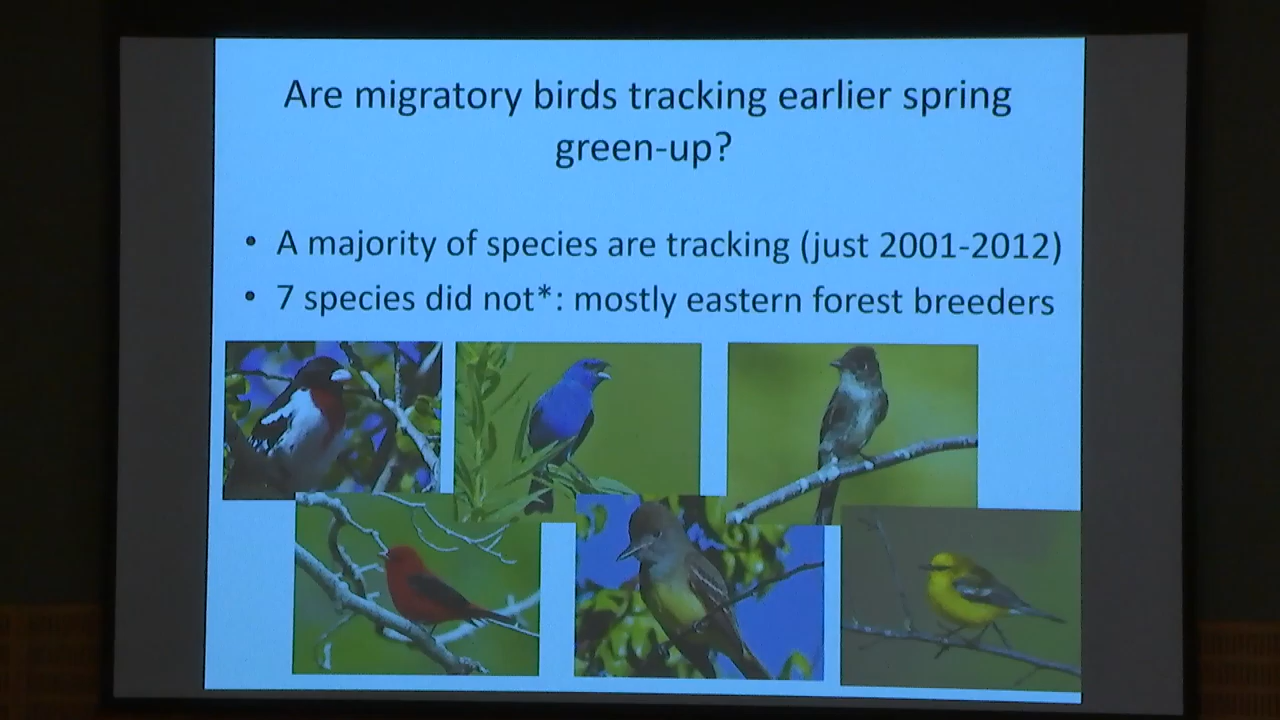 Are migratory birds tracking earlier spring
green-up?
• A majority of species are tracking (just 2001-2012)
• 7 species did not*: mostly eastern forest breeders